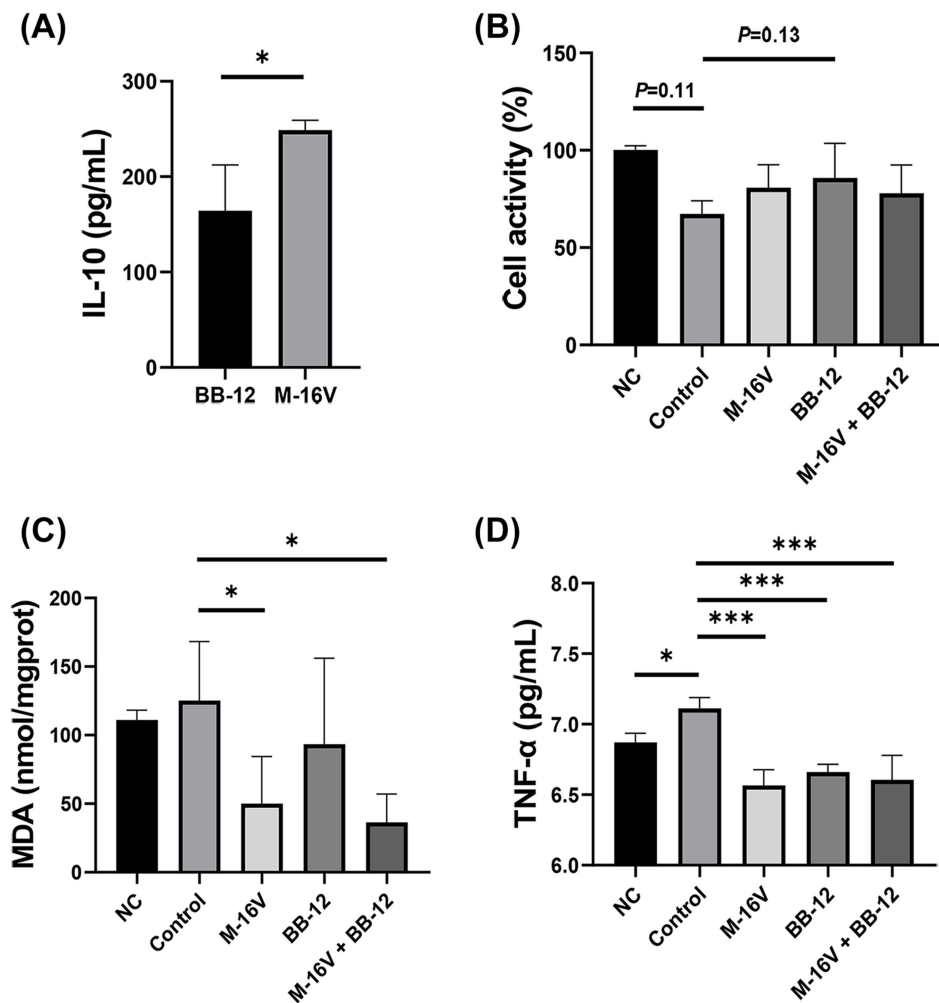 (A)
*
IL-10 (pg/mL)
300
200
100
0
BB-12 M-16V
(B)
P=0.13
P=0.11
Cell activity (%)
150
100
50
0
NC
Control
M-16V
BB-12
M-16V + BB-12
(C)
*
*
MDA (nmol/mgprot)
200
150
100
50
0
NC
Control
M-16V
BB-12
M-16V + BB-12
(D)
***
***
***
*
TNF-α (pg/mL)
8.0
7.5
7.0
6.5
6.0
NC
Control
M-16V
BB-12
M-16V + BB-12